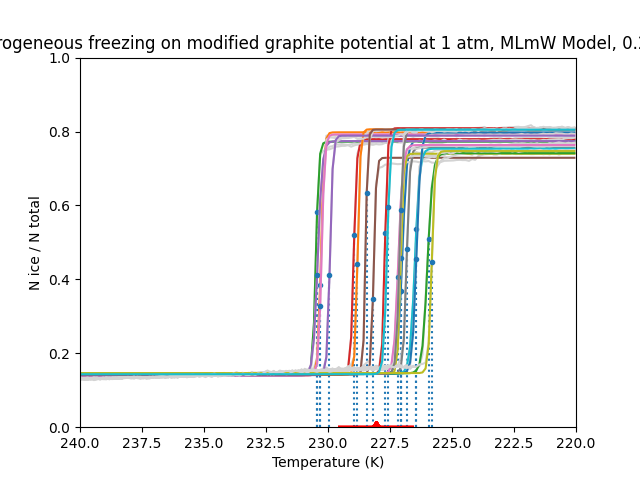 freezing on modified graphite potential at 1 atm, MLmW Model,
N ice / N total
1.0
0.8
0.6
0.4
0.2
0.0
240.0 237.5 235.0 232.5 230.0 227.5 225.0 222.5 220.0
Temperature (K)